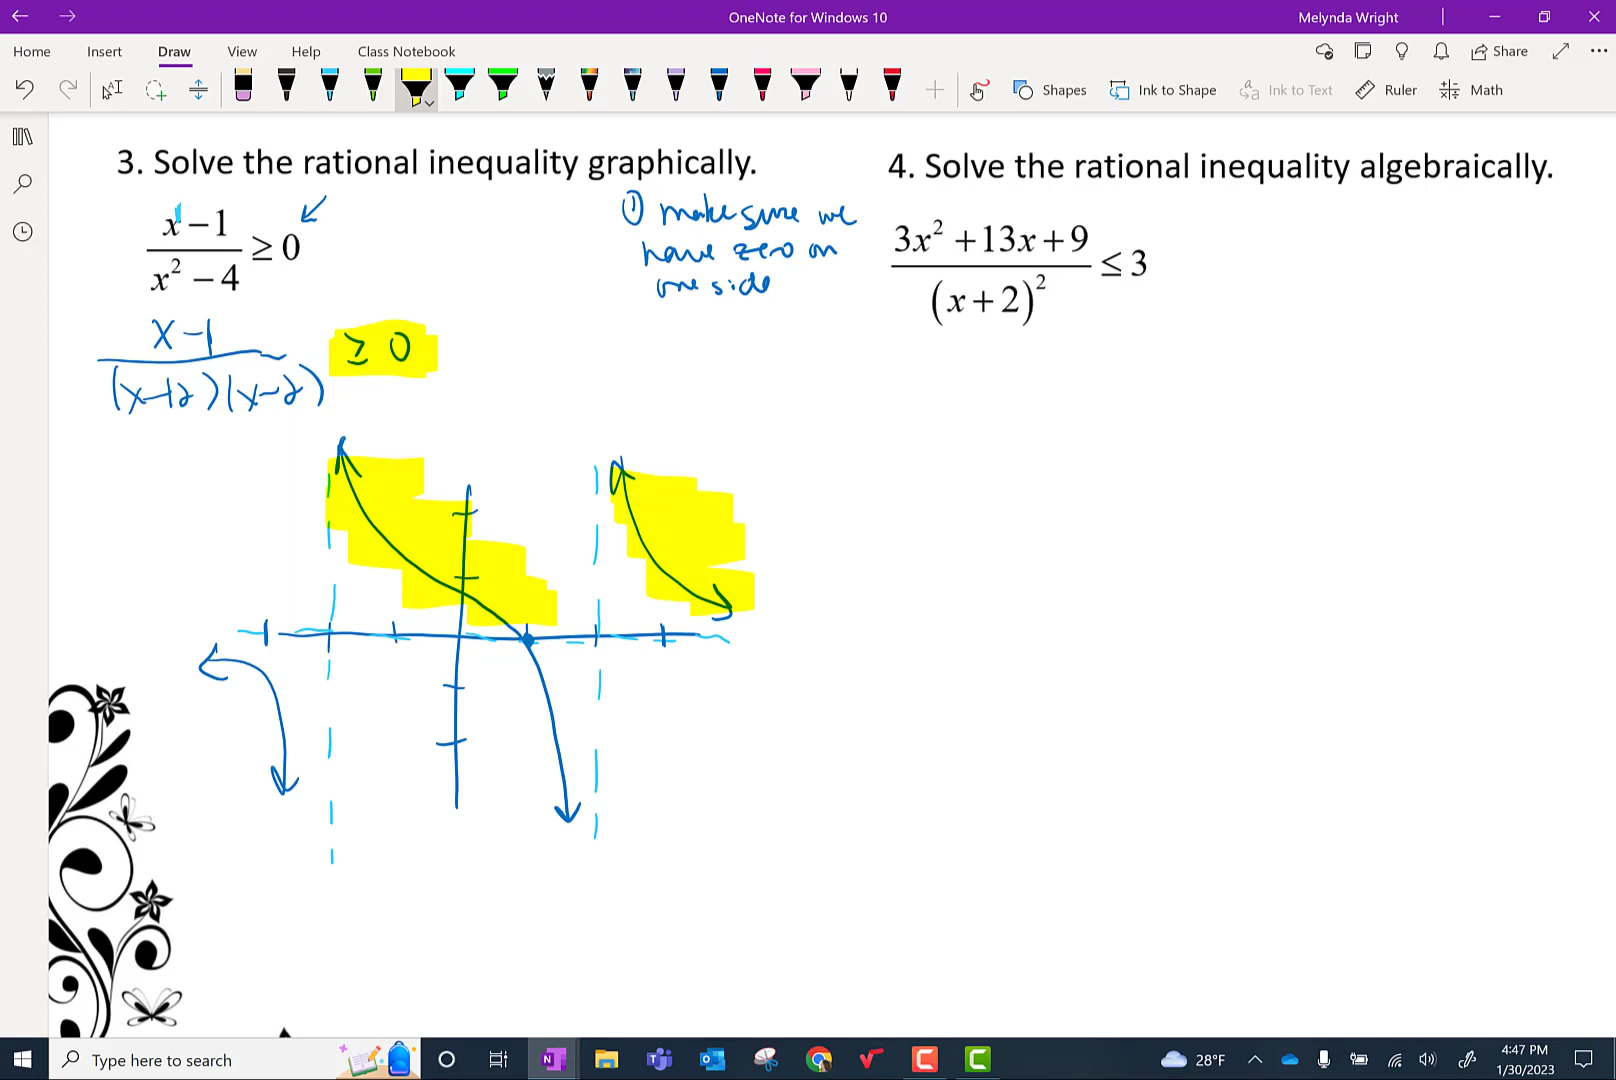 OneNote for Windows 10
Melynda Wright
Home Insert Draw View Help Class Notebook
Share
Shapes Ink to Shape Ink to Text Ruler Math
3. Solve the rational inequality graphically.
x − 1 / x² − 4 ≥ 0
① make sure we
have zero on
one side
x − 1 / (x+2)(x−2) ≥ 0
4. Solve the rational inequality algebraically.
3x² + 13x + 9 / (x + 2)² ≤ 3
Type here to search
28°F
4:47 PM
1/30/2023